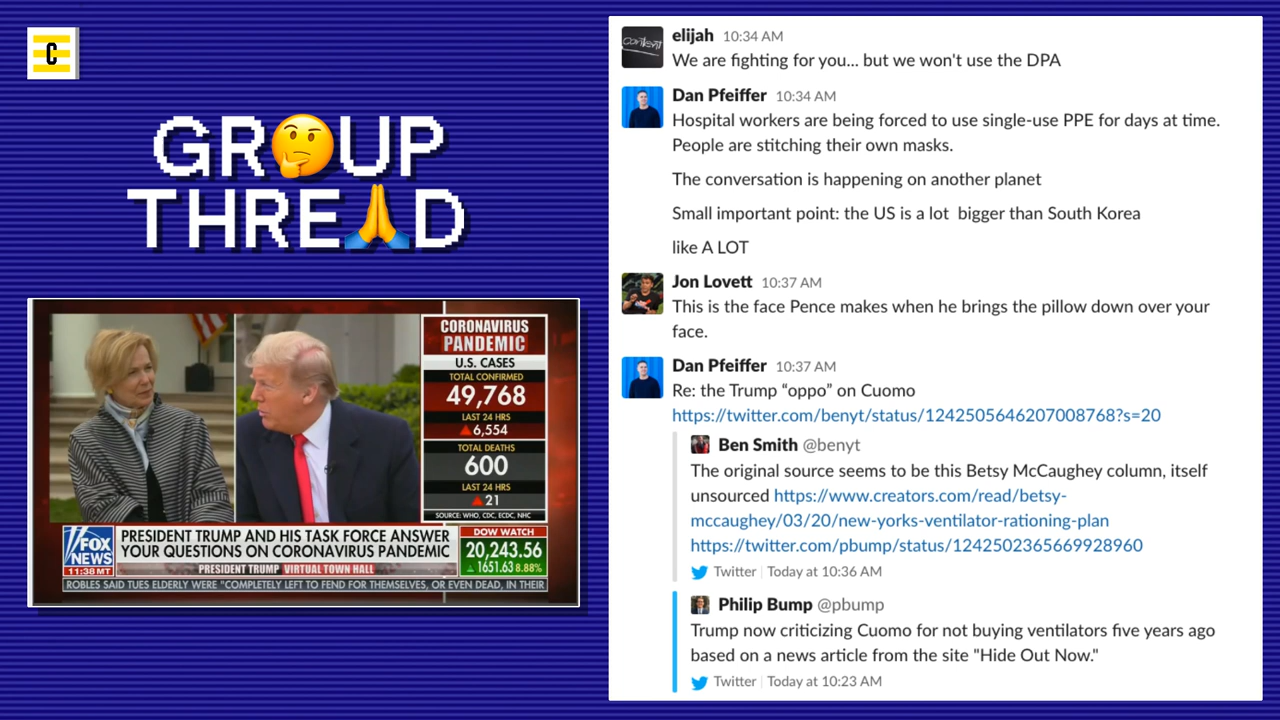 C
GR🤔UP
THRE🙏D
CORONAVIRUS
PANDEMIC
U.S. CASES
TOTAL CONFIRMED
49,768
LAST 24 HRS
▲6,554
TOTAL DEATHS
600
LAST 24 HRS
▲21
SOURCE: WHO, CDC, ECDC, NHC
FOX
NEWS
11:38 MT
PRESIDENT TRUMP AND HIS TASK FORCE ANSWER
YOUR QUESTIONS ON CORONAVIRUS PANDEMIC
PRESIDENT TRUMP VIRTUAL TOWN HALL
DOW WATCH
20,243.56
▲ 1651.63 8.88%
ROBLES SAID TUES ELDERLY WERE "COMPLETELY LEFT TO FEND FOR THEMSELVES, OR EVEN DEAD, IN THEIR
content
elijah 10:34 AM
We are fighting for you... but we won't use the DPA
Dan Pfeiffer 10:34 AM
Hospital workers are being forced to use single-use PPE for days at time.
People are stitching their own masks.
The conversation is happening on another planet
Small important point: the US is a lot  bigger than South Korea
like A LOT
Jon Lovett 10:37 AM
This is the face Pence makes when he brings the pillow down over your
face.
Dan Pfeiffer 10:37 AM
Re: the Trump “oppo” on Cuomo
https://twitter.com/benyt/status/1242505646207008768?s=20
Ben Smith @benyt
The original source seems to be this Betsy McCaughey column, itself
unsourced https://www.creators.com/read/betsy-
mccaughey/03/20/new-yorks-ventilator-rationing-plan
https://twitter.com/pbump/status/1242502365669928960
Twitter | Today at 10:36 AM
Philip Bump @pbump
Trump now criticizing Cuomo for not buying ventilators five years ago
based on a news article from the site "Hide Out Now."
Twitter | Today at 10:23 AM